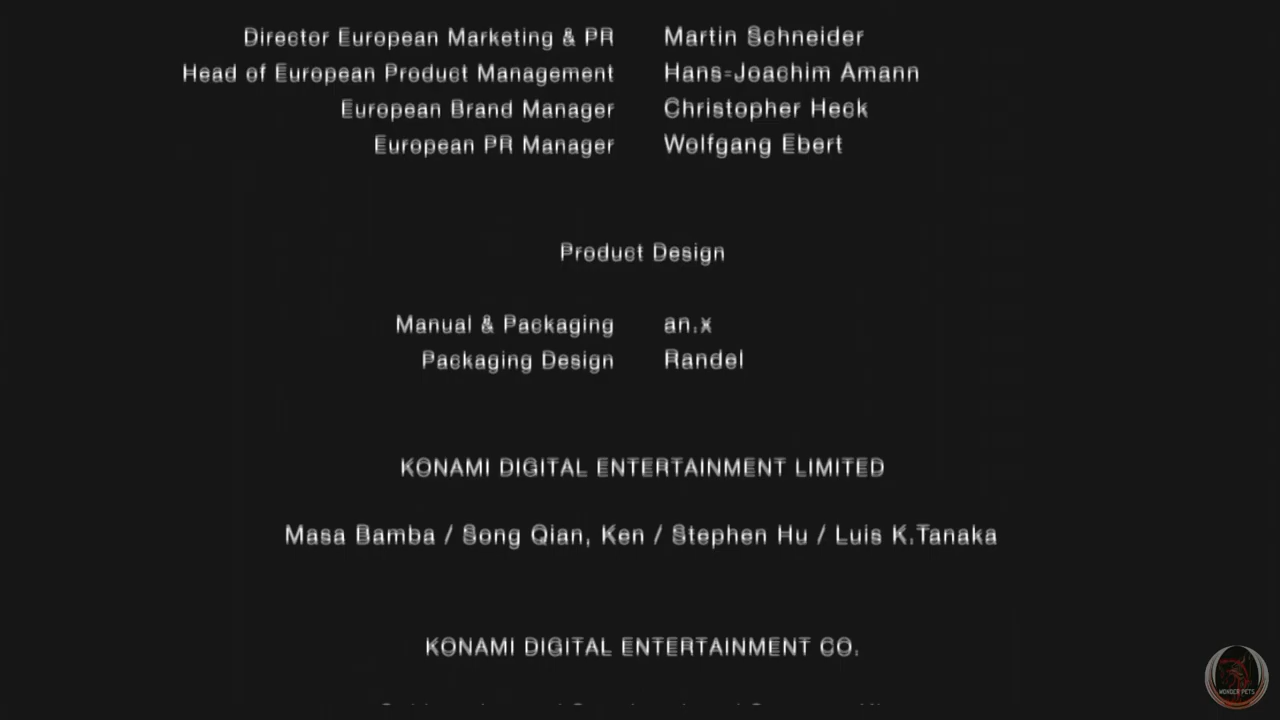 Director European Marketing & PR Martin Schneider
Head of European Product Management Hans-Joachim Amann
European Brand Manager Christopher Heck
European PR Manager Wolfgang Ebert
Product Design
Manual & Packaging an.x
Packaging Design Randel
KONAMI DIGITAL ENTERTAINMENT LIMITED
Masa Bamba / Song Qian, Ken / Stephen Hu / Luis K.Tanaka
KONAMI DIGITAL ENTERTAINMENT CO.
WONDER PETS